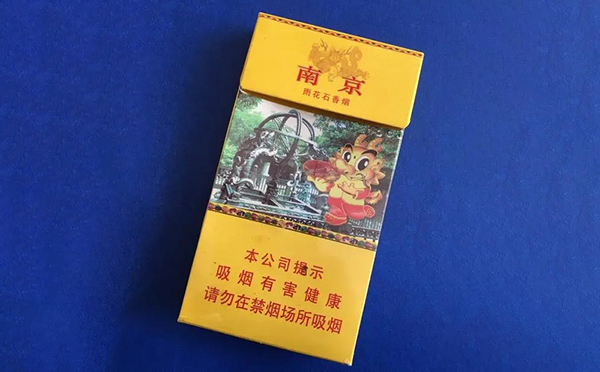 南京
雨花石香烟
本公司提示
吸烟有害健康
请勿在禁烟场所吸烟